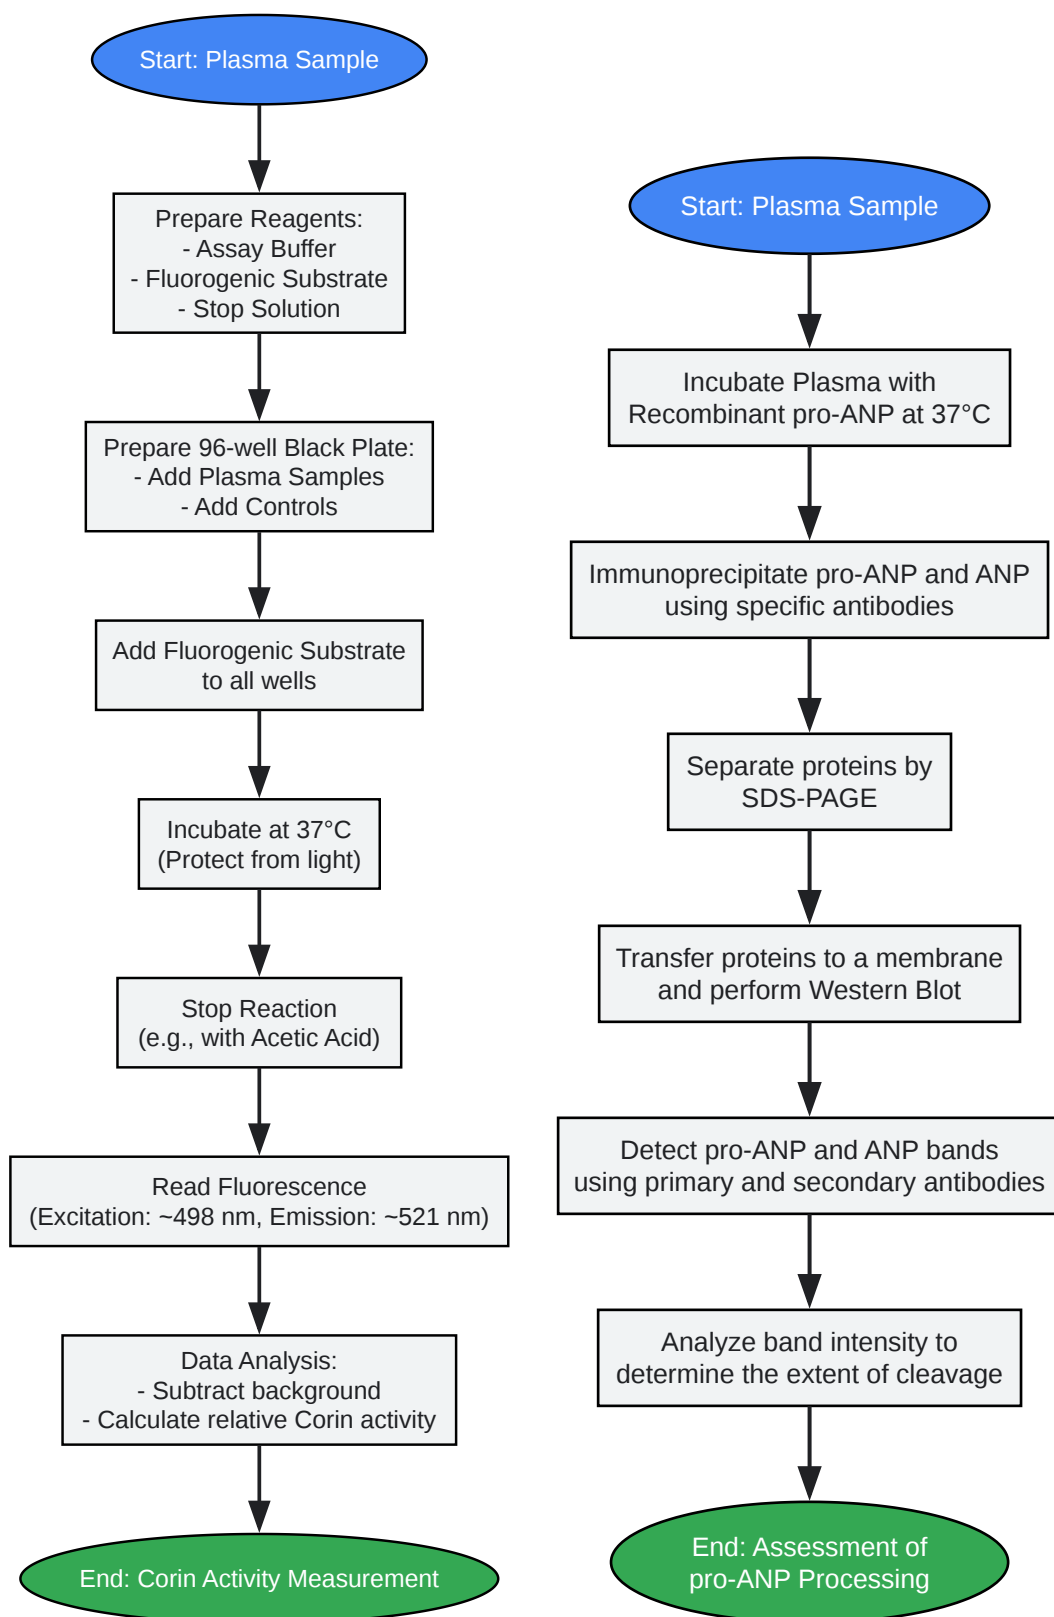 Start: Plasma Sample
Prepare Reagents:
- Assay Buffer
- Fluorogenic Substrate
- Stop Solution
Prepare 96-well Black Plate:
- Add Plasma Samples
- Add Controls
Add Fluorogenic Substrate
to all wells
Incubate at 37°C
(Protect from light)
Stop Reaction
(e.g., with Acetic Acid)
Read Fluorescence
(Excitation: ~498 nm, Emission: ~521 nm)
Data Analysis:
- Subtract background
- Calculate relative Corin activity
End: Corin Activity Measurement
Start: Plasma Sample
Incubate Plasma with
Recombinant pro-ANP at 37°C
Immunoprecipitate pro-ANP and ANP
using specific antibodies
Separate proteins by
SDS-PAGE
Transfer proteins to a membrane
and perform Western Blot
Detect pro-ANP and ANP bands
using primary and secondary antibodies
Analyze band intensity to
determine the extent of cleavage
End: Assessment of
pro-ANP Processing